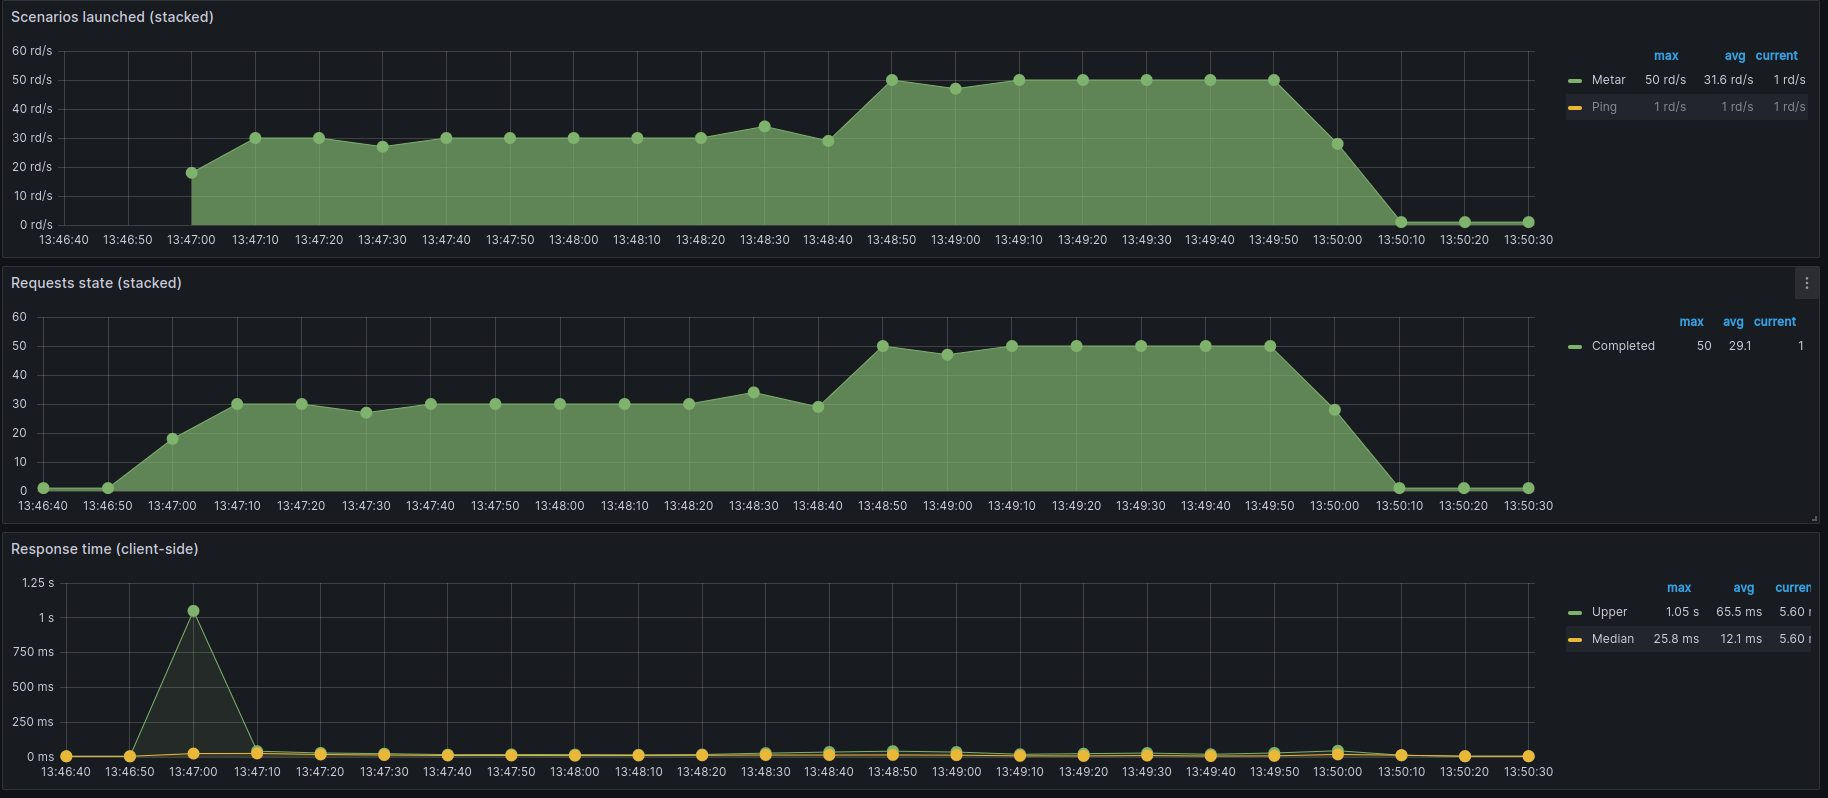 Scenarios launched (stacked)
60 rd/s
50 rd/s
40 rd/s
30 rd/s
20 rd/s
10 rd/s
0 rd/s
13:46:40 13:46:50 13:47:00 13:47:10 13:47:20 13:47:30 13:47:40 13:47:50 13:48:00 13:48:10 13:48:20 13:48:30 13:48:40 13:48:50 13:49:00 13:49:10 13:49:20 13:49:30 13:49:40 13:49:50 13:50:00 13:50:10 13:50:20 13:50:30
max avg current
Metar 50 rd/s 31.6 rd/s 1 rd/s
Ping 1 rd/s 1 rd/s 1 rd/s
Requests state (stacked)
60
50
40
30
20
10
0
13:46:40 13:46:50 13:47:00 13:47:10 13:47:20 13:47:30 13:47:40 13:47:50 13:48:00 13:48:10 13:48:20 13:48:30 13:48:40 13:48:50 13:49:00 13:49:10 13:49:20 13:49:30 13:49:40 13:49:50 13:50:00 13:50:10 13:50:20 13:50:30
max avg current
Completed 50 29.1 1
Response time (client-side)
1.25 s
1 s
750 ms
500 ms
250 ms
0 ms
13:46:40 13:46:50 13:47:00 13:47:10 13:47:20 13:47:30 13:47:40 13:47:50 13:48:00 13:48:10 13:48:20 13:48:30 13:48:40 13:48:50 13:49:00 13:49:10 13:49:20 13:49:30 13:49:40 13:49:50 13:50:00 13:50:10 13:50:20 13:50:30
max avg curren
Upper 1.05 s 65.5 ms 5.60
Median 25.8 ms 12.1 ms 5.60